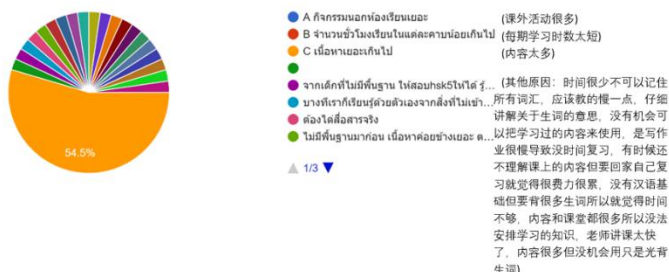 A กิจกรรมนอกห้องเรียนเยอะ (课外活动很多)
B จำนวนชั่วโมงเรียนในแต่ละคาบน้อยเกินไป (每期学习时数太短)
C เนื้อหาเยอะเกินไป (内容太多)
จากเด็กที่ไม่มีพื้นฐาน ให้สอบhsk5ให้ได้ รู้…
บางทีเราก็เรียนรู้ด้วยตัวเองจากสิ่งที่ไม่เข้า…
ต้องได้สื่อสารจริง
ไม่มีพื้นฐานมาก่อน เนื้อหาค่อยข้างเยอะ ต…
1/3
54.5%
(其他原因：时间很少不可以记住
所有词汇，应该教的慢一点，仔细
讲解关于生词的意思，没有机会可
以把学习过的内容来使用，是写作
业很慢导致没时间复习，有时候还
不理解课上的内容但要回家自己复
习就觉得很费力很累，没有汉语基
础但要背很多生词所以就觉得时间
不够，内容和课堂都很多所以没法
安排学习的知识，老师讲课太快
了，内容很多但没机会用只是光背
生词)